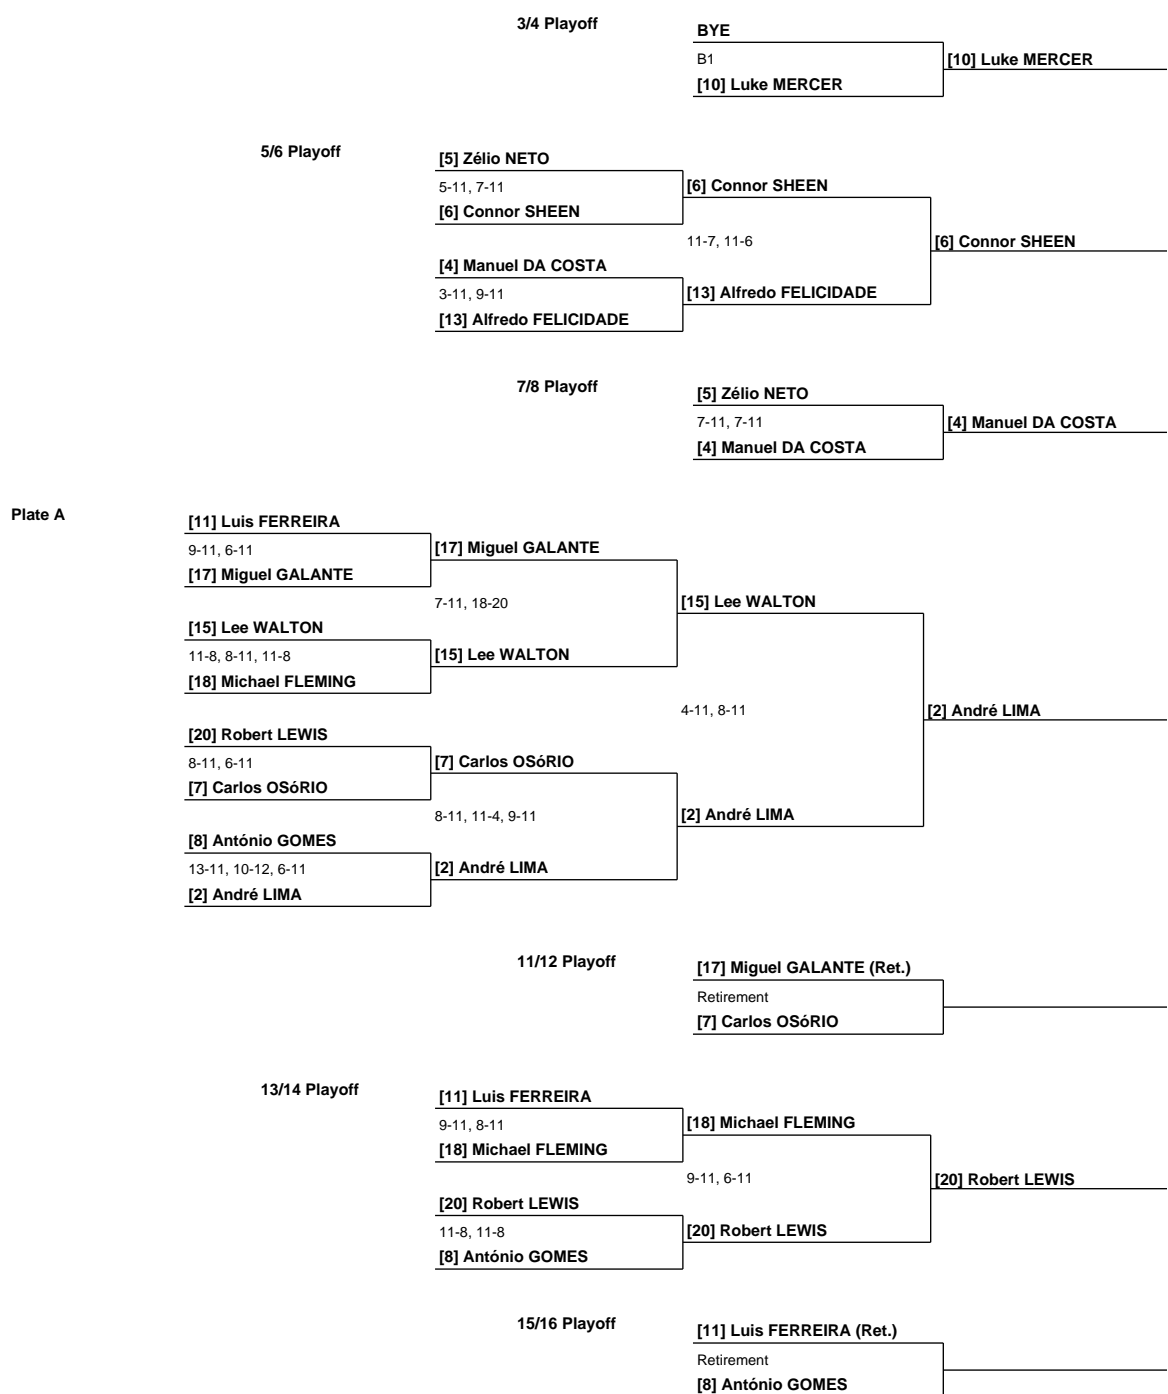 3/4 Playoff
BYE
B1
[10] Luke MERCER
[10] Luke MERCER
5/6 Playoff
[5] Zélio NETO
5-11, 7-11
[6] Connor SHEEN
[6] Connor SHEEN
11-7, 11-6
[6] Connor SHEEN
[4] Manuel DA COSTA
3-11, 9-11
[13] Alfredo FELICIDADE
[13] Alfredo FELICIDADE
7/8 Playoff
[5] Zélio NETO
7-11, 7-11
[4] Manuel DA COSTA
[4] Manuel DA COSTA
Plate A
[11] Luis FERREIRA
9-11, 6-11
[17] Miguel GALANTE
[17] Miguel GALANTE
7-11, 18-20
[15] Lee WALTON
[15] Lee WALTON
11-8, 8-11, 11-8
[15] Lee WALTON
[18] Michael FLEMING
4-11, 8-11
[2] André LIMA
[20] Robert LEWIS
8-11, 6-11
[7] Carlos OSóRIO
[7] Carlos OSóRIO
8-11, 11-4, 9-11
[2] André LIMA
[8] António GOMES
13-11, 10-12, 6-11
[2] André LIMA
[2] André LIMA
11/12 Playoff
[17] Miguel GALANTE (Ret.)
Retirement
[7] Carlos OSóRIO
13/14 Playoff
[11] Luis FERREIRA
9-11, 8-11
[18] Michael FLEMING
[18] Michael FLEMING
9-11, 6-11
[20] Robert LEWIS
[20] Robert LEWIS
11-8, 11-8
[20] Robert LEWIS
[8] António GOMES
15/16 Playoff
[11] Luis FERREIRA (Ret.)
Retirement
[8] António GOMES